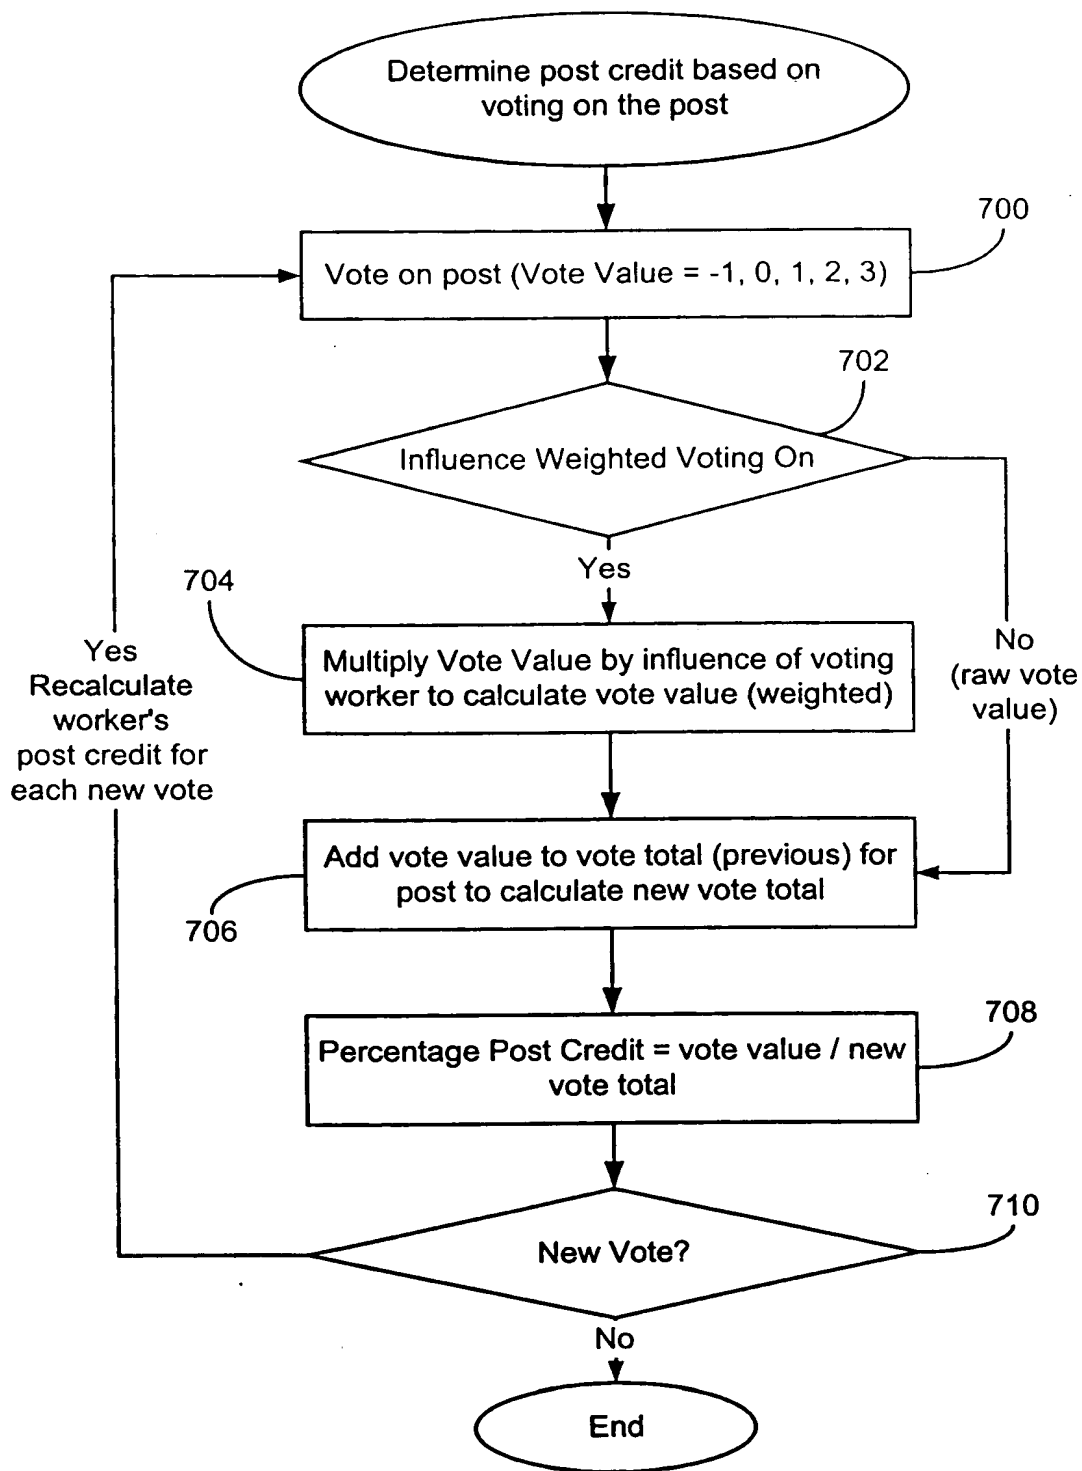 Determine post credit based on
voting on the post
700
Vote on post (Vote Value = -1, 0, 1, 2, 3)
702
Influence Weighted Voting On
Yes
704
Multiply Vote Value by influence of voting
worker to calculate vote value (weighted)
No
(raw vote
value)
Yes
Recalculate
worker's
post credit for
each new vote
Add vote value to vote total (previous) for
post to calculate new vote total
706
708
Percentage Post Credit = vote value / new
vote total
710
New Vote?
No
End